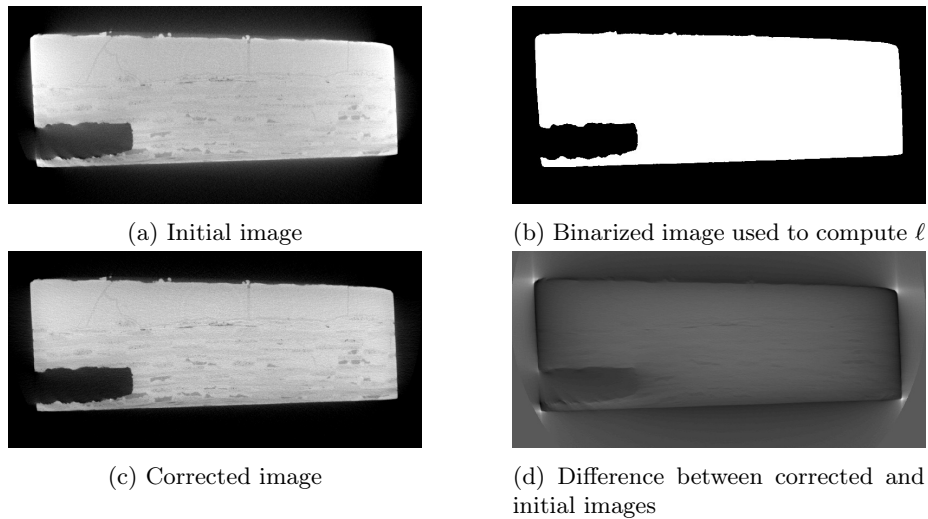 (a) Initial image
(b) Binarized image used to compute ℓ
(c) Corrected image
(d) Difference between corrected and
initial images